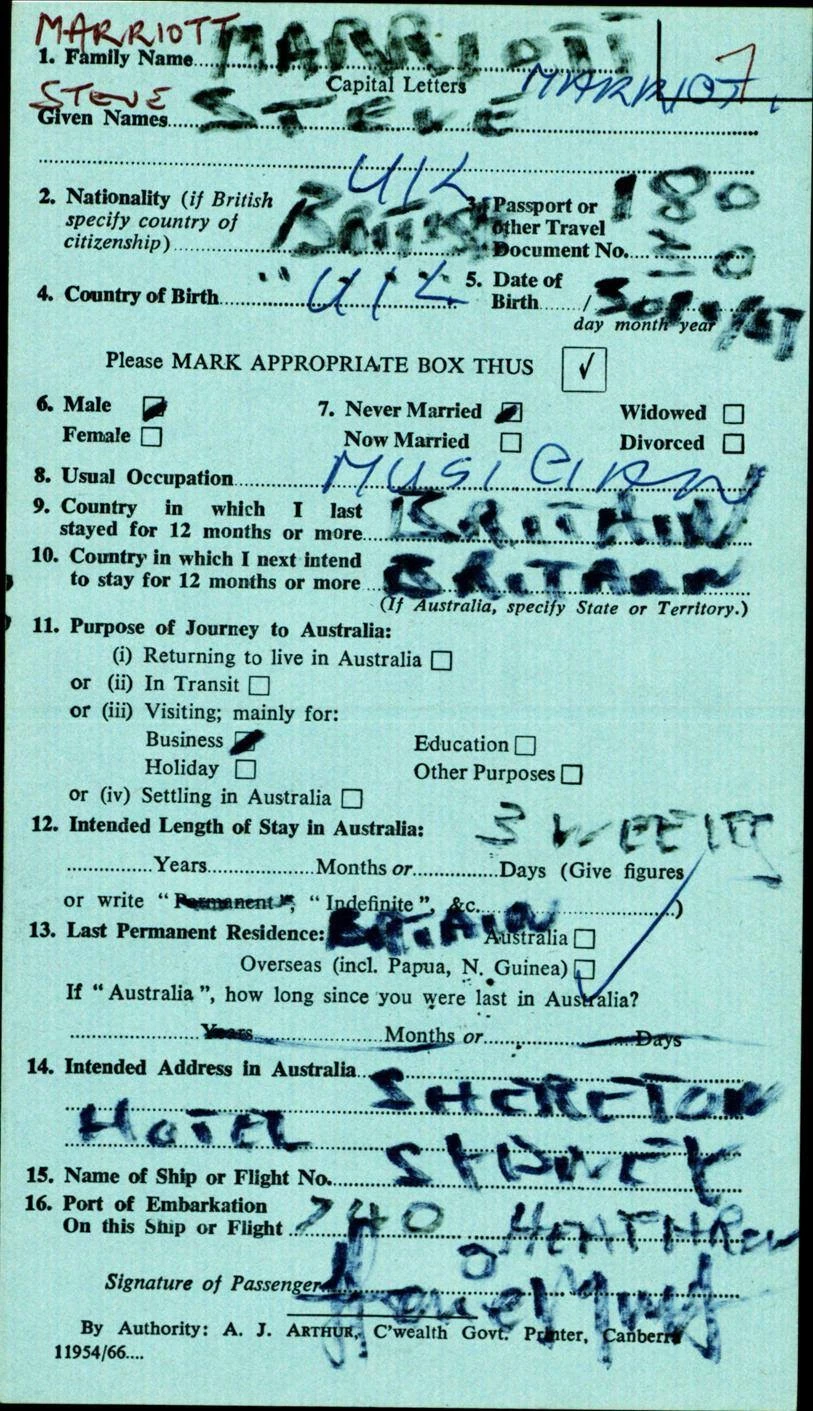 MARRIOTT
1. Family Name MARRIOTT 7
Capital Letters MARRIOT
STEVE
Given Names STEVE
UK
2. Nationality (if British specify country of citizenship) British
3. Passport or other Travel Document No. 180
4. Country of Birth " UK
5. Date of Birth /
day month year
Please MARK APPROPRIATE BOX THUS ✓
6. Male
Female
7. Never Married
Now Married
Widowed
Divorced
8. Usual Occupation MUSICIAN
9. Country in which I last
stayed for 12 months or more BRITAIN
10. Country in which I next intend
to stay for 12 months or more BRITAIN
(If Australia, specify State or Territory.)
11. Purpose of Journey to Australia:
(i) Returning to live in Australia
or (ii) In Transit
or (iii) Visiting; mainly for:
Business Education
Holiday Other Purposes
or (iv) Settling in Australia
12. Intended Length of Stay in Australia: 3 WEEKS
Years Months or Days (Give figures
or write "Permanent", "Indefinite", &c. )
13. Last Permanent Residence: BRITAIN Australia
Overseas (incl. Papua, N. Guinea) ✓
If "Australia", how long since you were last in Australia?
Years Months or Days
14. Intended Address in Australia SHERETON
HOTEL SYDNEY
15. Name of Ship or Flight No.
16. Port of Embarkation
On this Ship or Flight 740 HEATHROW
Signature of Passenger
By Authority: A. J. ARTHUR, C'wealth Govt. Printer, Canberra
11954/66....